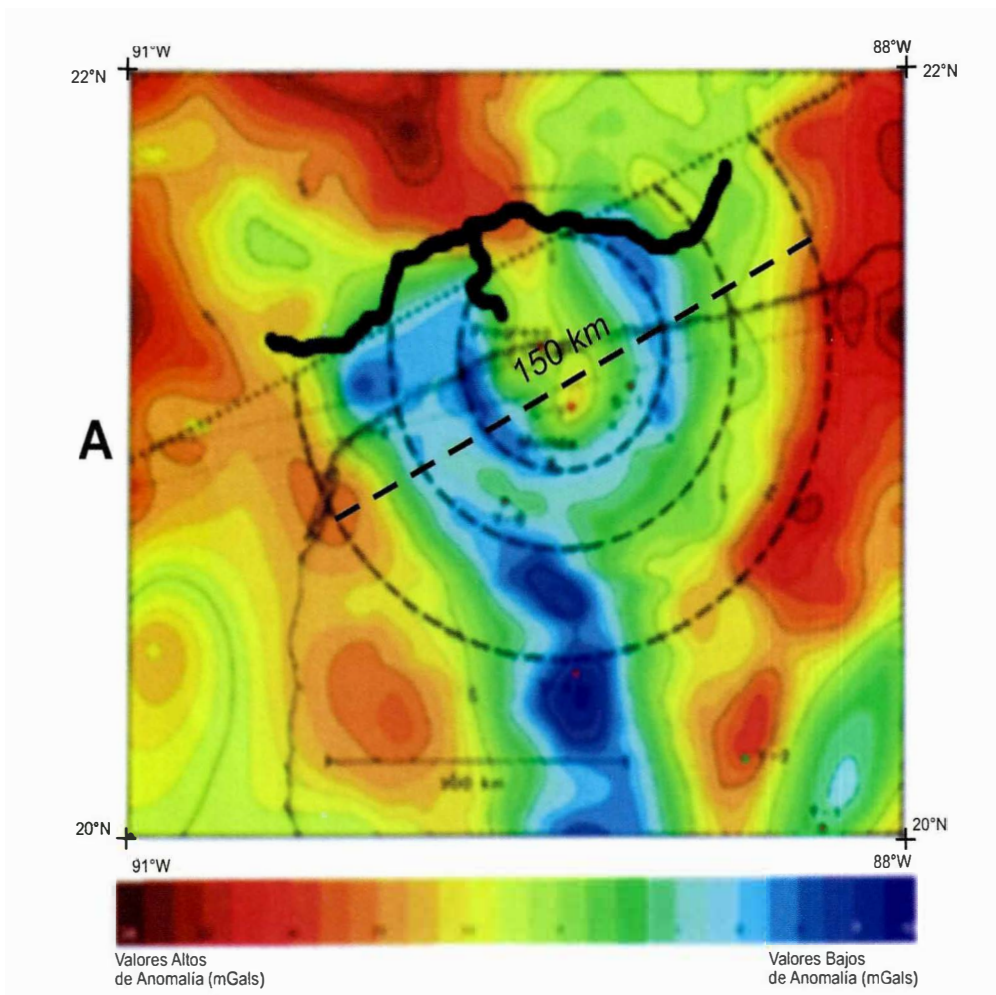 91°W
88°W
22°N
22°N
150 km
A
20°N
20°N
91°W
88°W
Valores Altos
de Anomalía (mGals)
Valores Bajos
de Anomalía (mGals)